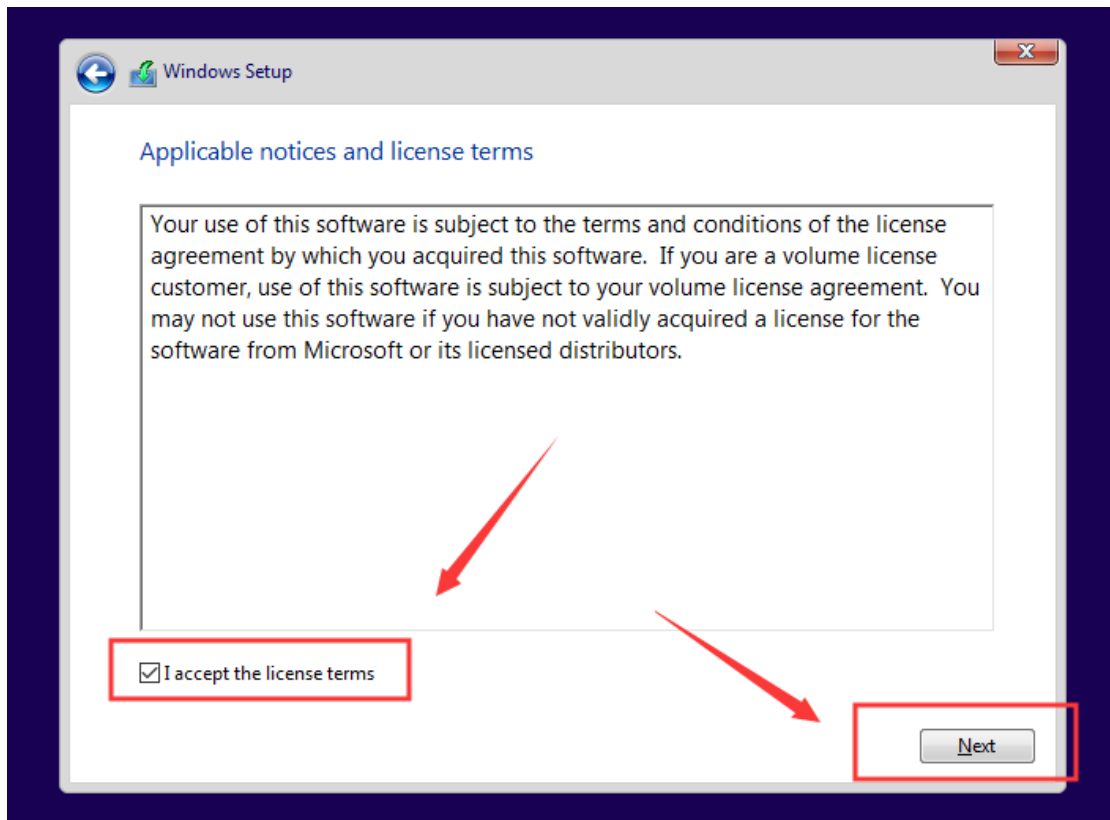 Windows Setup
X
Applicable notices and license terms
Your use of this software is subject to the terms and conditions of the license
agreement by which you acquired this software.  If you are a volume license
customer, use of this software is subject to your volume license agreement.  You
may not use this software if you have not validly acquired a license for the
software from Microsoft or its licensed distributors.
I accept the license terms
Next